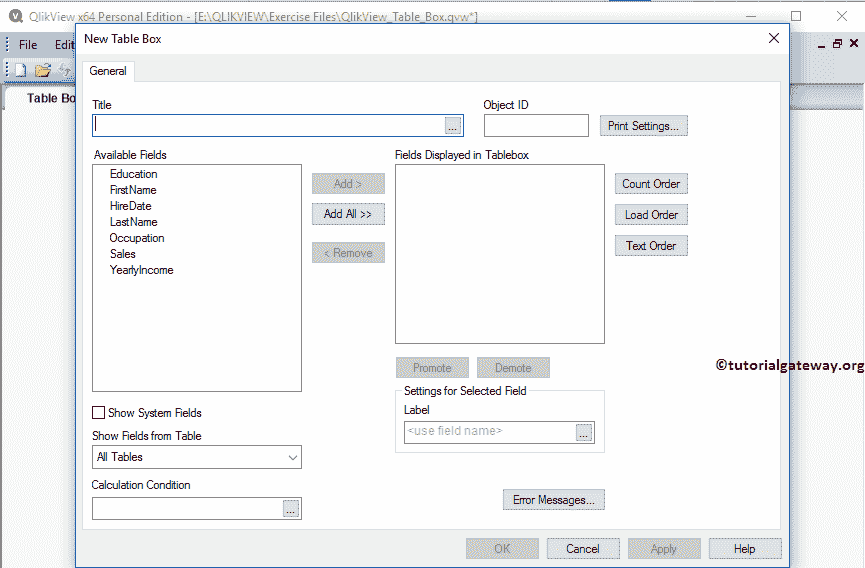 QlikView x64 Personal Edition - [E:\QLIKVIEW\Exercise Files\QlikView_Table_Box.qvw*]
File Edit
New Table Box
General
Table Bo
Title Object ID
... Print Settings...
Available Fields Fields Displayed in Tablebox
Education
FirstName
HireDate
LastName
Occupation
Sales
YearlyIncome
Add >
Add All >>
< Remove
Count Order
Load Order
Text Order
Promote Demote
©tutorialgateway.org
Settings for Selected Field
Label
<use field name> ...
Show System Fields
Show Fields from Table
All Tables
Calculation Condition
...
Error Messages...
OK Cancel Apply Help